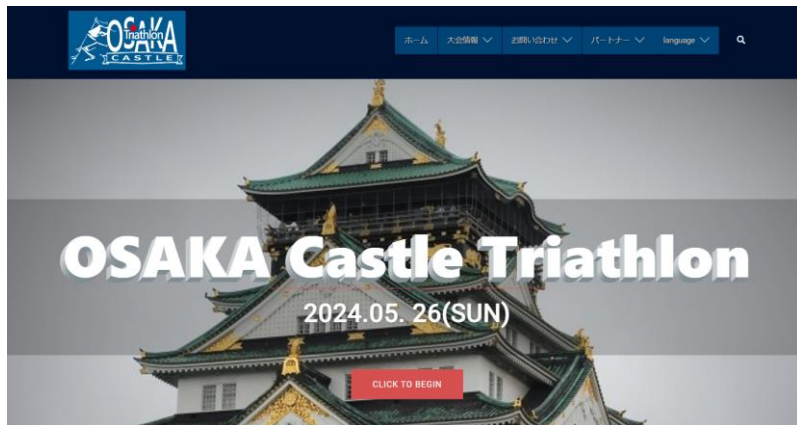 OSAKA
Triathlon
CASTLE
ホーム 大会情報 お問い合わせ パートナー language
OSAKA Castle Triathlon
2024.05. 26(SUN)
CLICK TO BEGIN